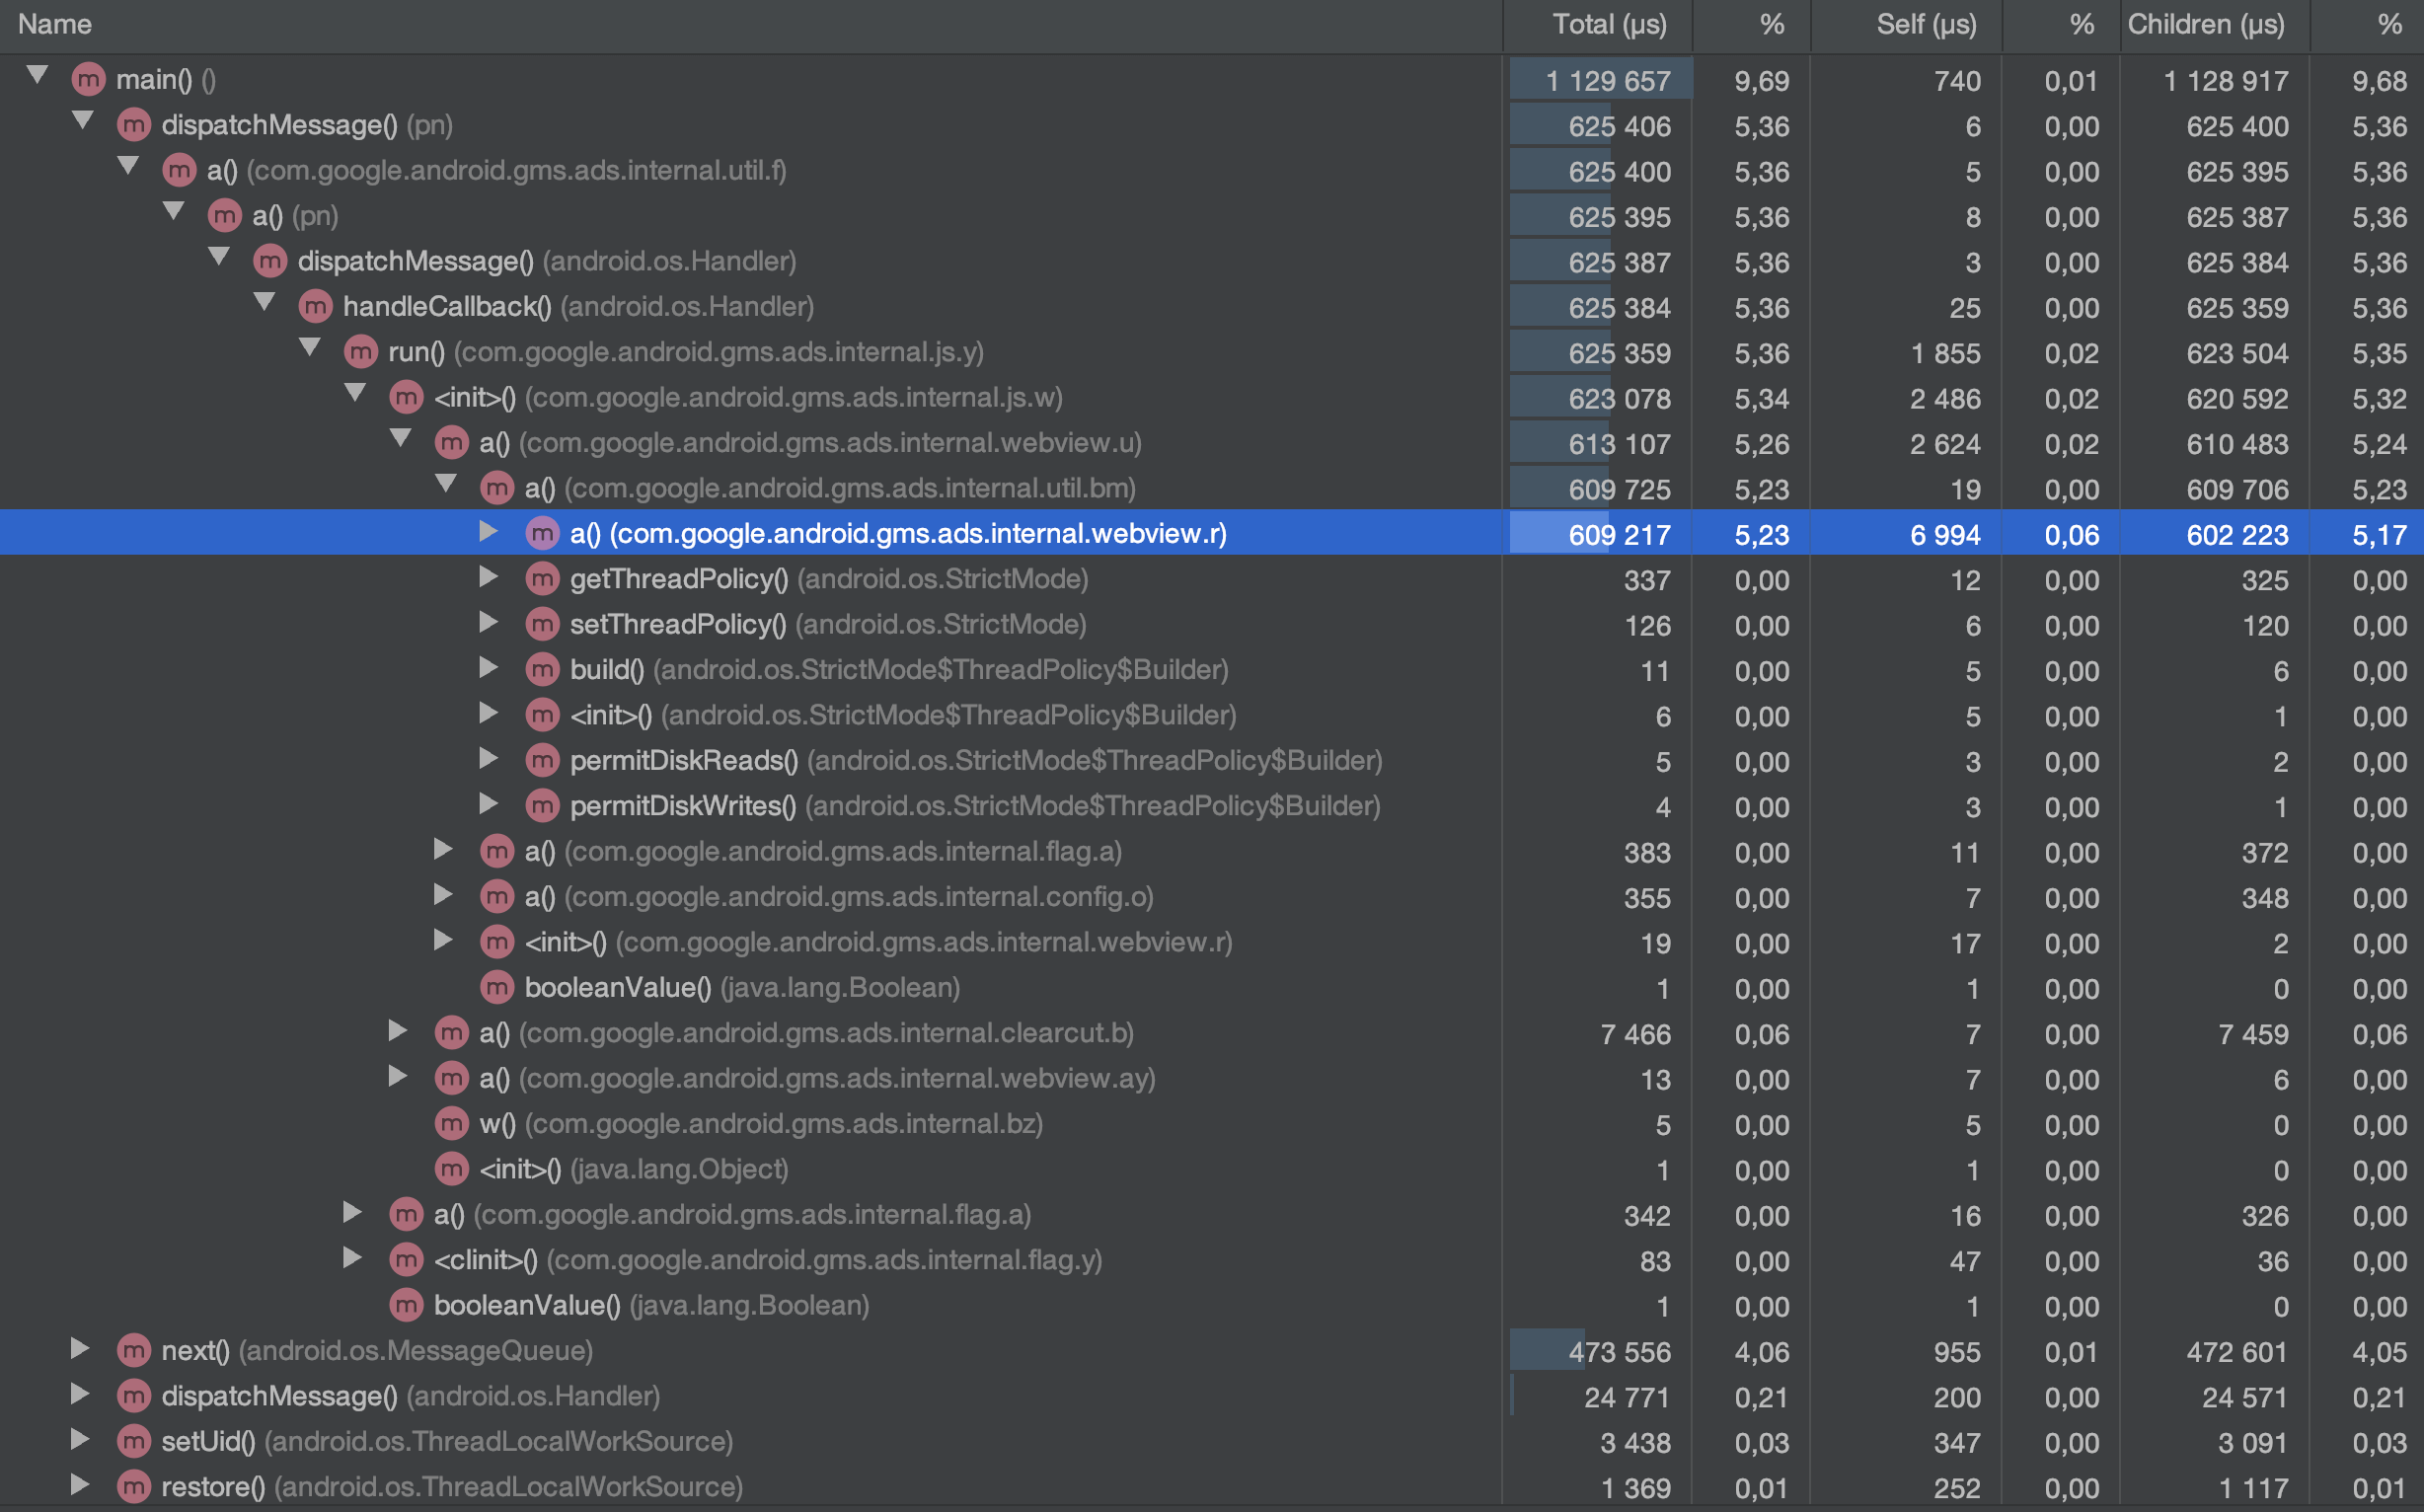 Name Total (µs) % Self (µs) % Children (µs) %
m main() () 1 129 657 9,69 740 0,01 1 128 917 9,68
m dispatchMessage() (pn) 625 406 5,36 6 0,00 625 400 5,36
m a() (com.google.android.gms.ads.internal.util.f) 625 400 5,36 5 0,00 625 395 5,36
m a() (pn) 625 395 5,36 8 0,00 625 387 5,36
m dispatchMessage() (android.os.Handler) 625 387 5,36 3 0,00 625 384 5,36
m handleCallback() (android.os.Handler) 625 384 5,36 25 0,00 625 359 5,36
m run() (com.google.android.gms.ads.internal.js.y) 625 359 5,36 1 855 0,02 623 504 5,35
m <init>() (com.google.android.gms.ads.internal.js.w) 623 078 5,34 2 486 0,02 620 592 5,32
m a() (com.google.android.gms.ads.internal.webview.u) 613 107 5,26 2 624 0,02 610 483 5,24
m a() (com.google.android.gms.ads.internal.util.bm) 609 725 5,23 19 0,00 609 706 5,23
m a() (com.google.android.gms.ads.internal.webview.r) 609 217 5,23 6 994 0,06 602 223 5,17
m getThreadPolicy() (android.os.StrictMode) 337 0,00 12 0,00 325 0,00
m setThreadPolicy() (android.os.StrictMode) 126 0,00 6 0,00 120 0,00
m build() (android.os.StrictMode$ThreadPolicy$Builder) 11 0,00 5 0,00 6 0,00
m <init>() (android.os.StrictMode$ThreadPolicy$Builder) 6 0,00 5 0,00 1 0,00
m permitDiskReads() (android.os.StrictMode$ThreadPolicy$Builder) 5 0,00 3 0,00 2 0,00
m permitDiskWrites() (android.os.StrictMode$ThreadPolicy$Builder) 4 0,00 3 0,00 1 0,00
m a() (com.google.android.gms.ads.internal.flag.a) 383 0,00 11 0,00 372 0,00
m a() (com.google.android.gms.ads.internal.config.o) 355 0,00 7 0,00 348 0,00
m <init>() (com.google.android.gms.ads.internal.webview.r) 19 0,00 17 0,00 2 0,00
m booleanValue() (java.lang.Boolean) 1 0,00 1 0,00 0 0,00
m a() (com.google.android.gms.ads.internal.clearcut.b) 7 466 0,06 7 0,00 7 459 0,06
m a() (com.google.android.gms.ads.internal.webview.ay) 13 0,00 7 0,00 6 0,00
m w() (com.google.android.gms.ads.internal.bz) 5 0,00 5 0,00 0 0,00
m <init>() (java.lang.Object) 1 0,00 1 0,00 0 0,00
m a() (com.google.android.gms.ads.internal.flag.a) 342 0,00 16 0,00 326 0,00
m <clinit>() (com.google.android.gms.ads.internal.flag.y) 83 0,00 47 0,00 36 0,00
m booleanValue() (java.lang.Boolean) 1 0,00 1 0,00 0 0,00
m next() (android.os.MessageQueue) 473 556 4,06 955 0,01 472 601 4,05
m dispatchMessage() (android.os.Handler) 24 771 0,21 200 0,00 24 571 0,21
m setUid() (android.os.ThreadLocalWorkSource) 3 438 0,03 347 0,00 3 091 0,03
m restore() (android.os.ThreadLocalWorkSource) 1 369 0,01 252 0,00 1 117 0,01